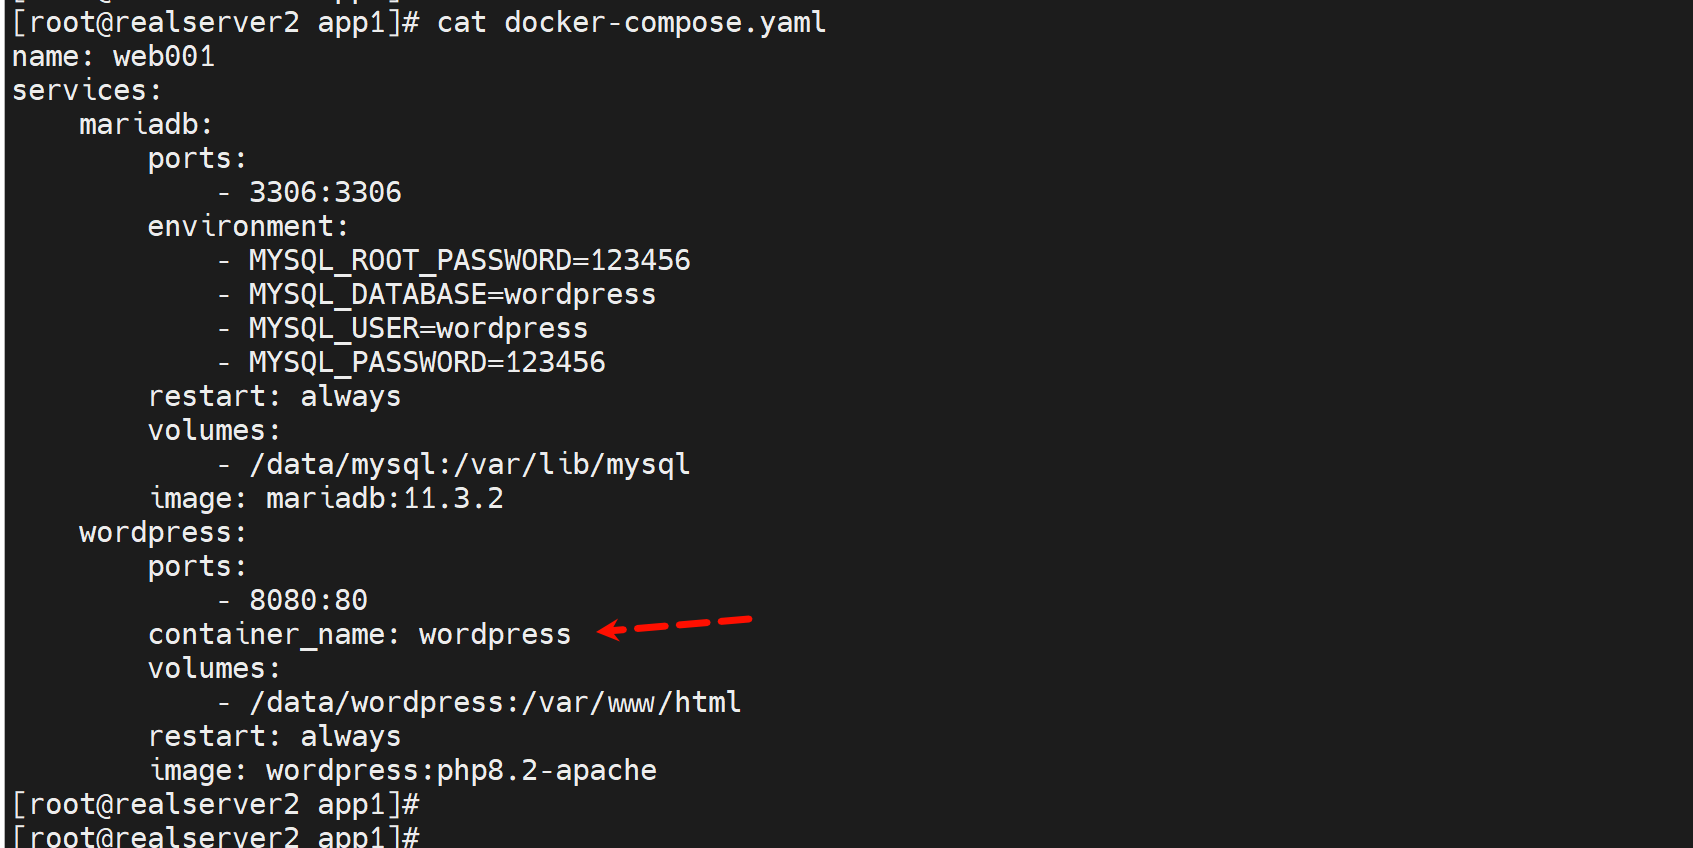 [root@realserver2 app1]# cat docker-compose.yaml
name: web001
services:
    mariadb:
        ports:
            - 3306:3306
        environment:
            - MYSQL_ROOT_PASSWORD=123456
            - MYSQL_DATABASE=wordpress
            - MYSQL_USER=wordpress
            - MYSQL_PASSWORD=123456
        restart: always
        volumes:
            - /data/mysql:/var/lib/mysql
        image: mariadb:11.3.2
    wordpress:
        ports:
            - 8080:80
        container_name: wordpress
        volumes:
            - /data/wordpress:/var/www/html
        restart: always
        image: wordpress:php8.2-apache
[root@realserver2 app1]#
[root@realserver2 app1]#